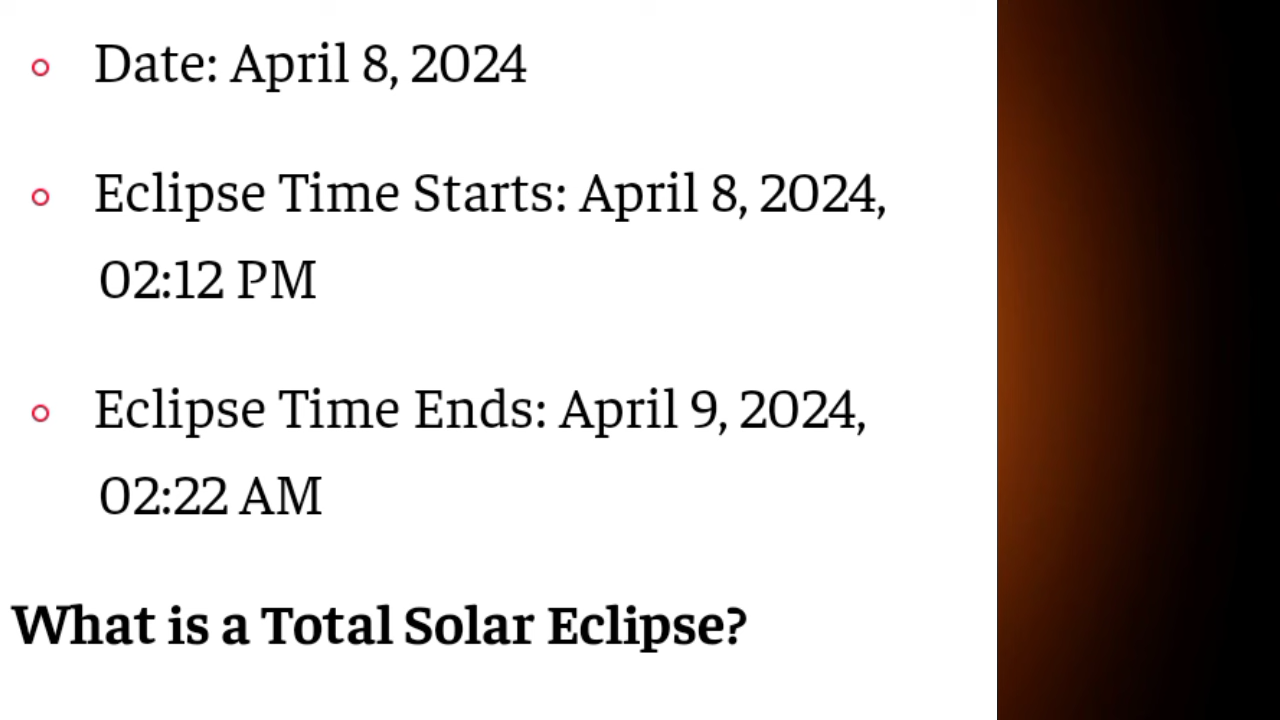 Date: April 8, 2024
Eclipse Time Starts: April 8, 2024,
02:12 PM
Eclipse Time Ends: April 9, 2024,
02:22 AM
What is a Total Solar Eclipse?